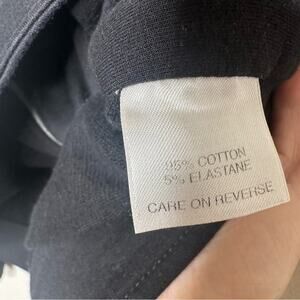 95% COTTON
5% ELASTANE
CARE ON REVERSE